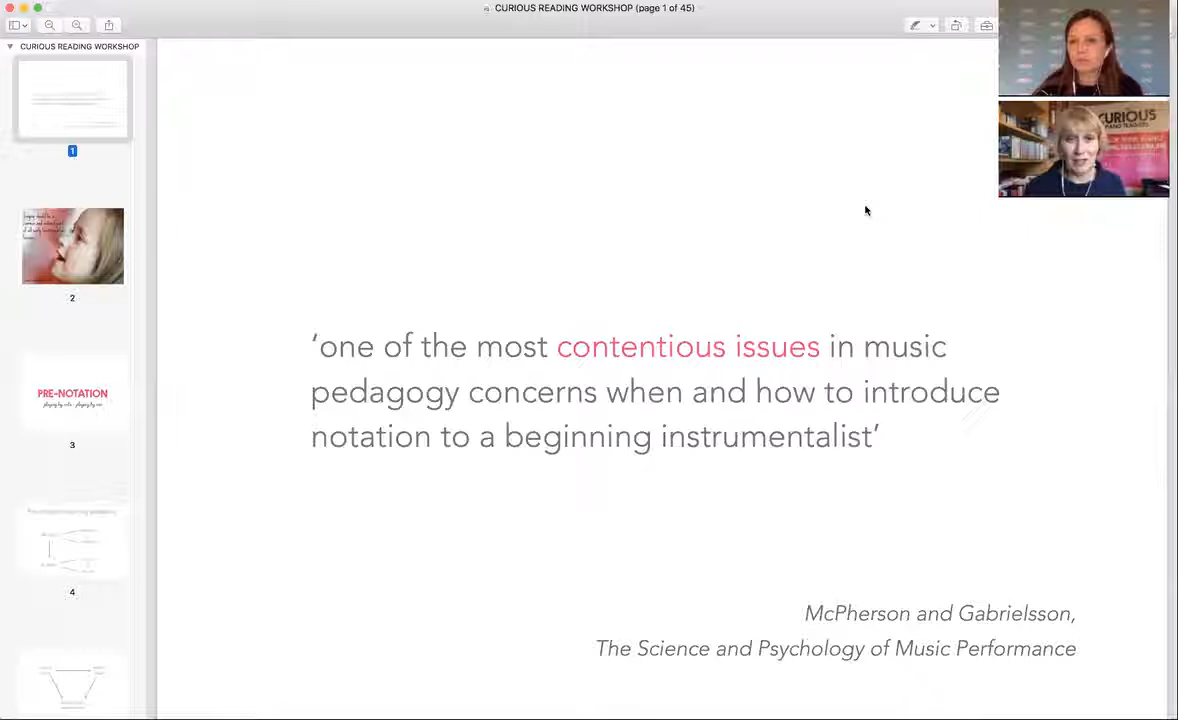 CURIOUS READING WORKSHOP (page 1 of 45)
CURIOUS READING WORKSHOP
1
2
PRE-NOTATION
3
4
CURIOUS
PIANO TEACHERS
'one of the most contentious issues in music
pedagogy concerns when and how to introduce
notation to a beginning instrumentalist'
McPherson and Gabrielsson,
The Science and Psychology of Music Performance